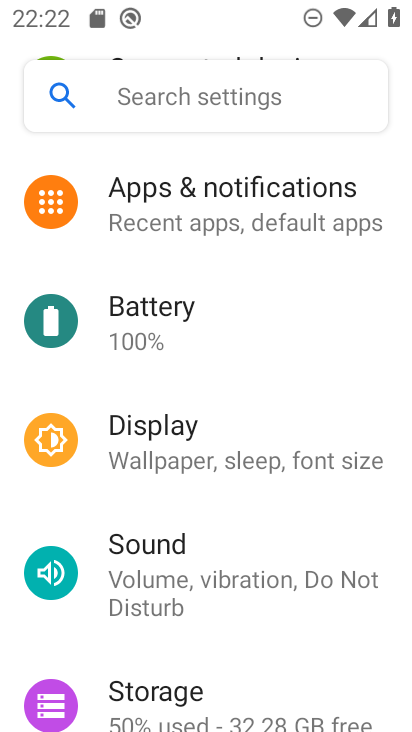 22:22
Search settings
Apps & notifications
Recent apps, default apps
Battery
100%
Display
Wallpaper, sleep, font size
Sound
Volume, vibration, Do Not
Disturb
Storage
50% used - 32.28 GB free